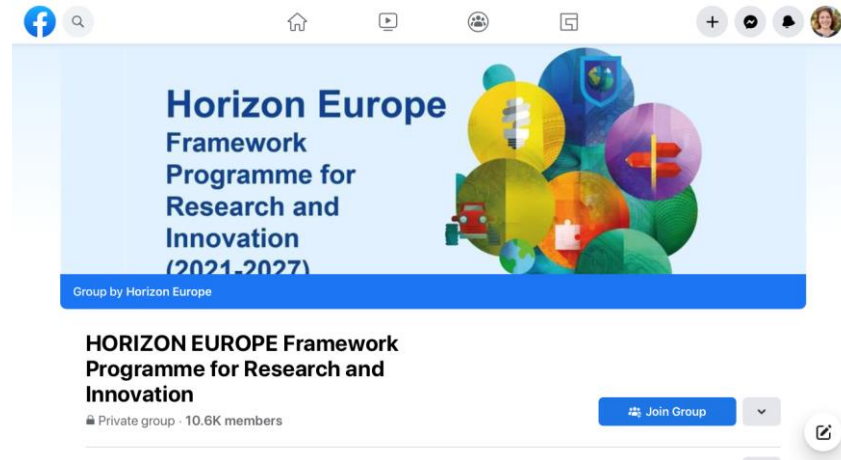 Horizon Europe
Framework
Programme for
Research and
Innovation
(2021-2027)
Group by Horizon Europe
HORIZON EUROPE Framework
Programme for Research and
Innovation
Private group · 10.6K members
Join Group